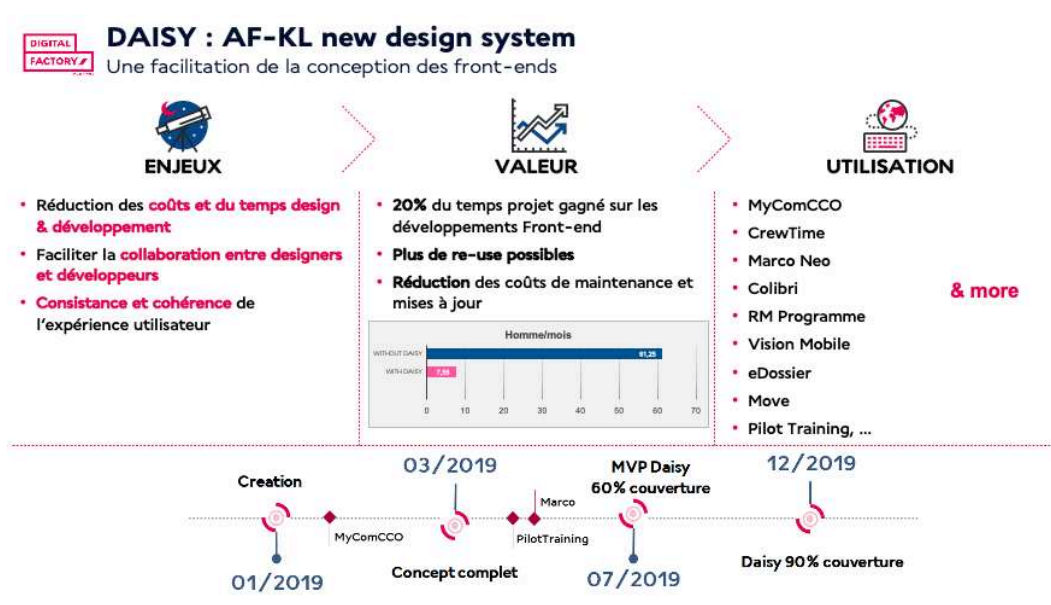 DIGITAL
FACTORY
DAISY : AF-KL new design system
Une facilitation de la conception des front-ends
ENJEUX
• Réduction des coûts et du temps design
& développement
• Faciliter la collaboration entre designers
et développeurs
• Consistance et cohérence de
l'expérience utilisateur
VALEUR
• 20% du temps projet gagné sur les
développements Front-end
• Plus de re-use possibles
• Réduction des coûts de maintenance et
mises à jour
Homme/mois
WITHOUT DAISY
61,25
WITH DAISY
0 10 20 30 40 50 60 70
UTILISATION
• MyComCCO
• CrewTime
• Marco Neo
• Colibri
• RM Programme
• Vision Mobile
• eDossier
• Move
• Pilot Training, ...
& more
Creation
01/2019
MyComCCO
03/2019
Concept complet
PilotTraining
Marco
MVP Daisy
60% couverture
07/2019
12/2019
Daisy 90% couverture